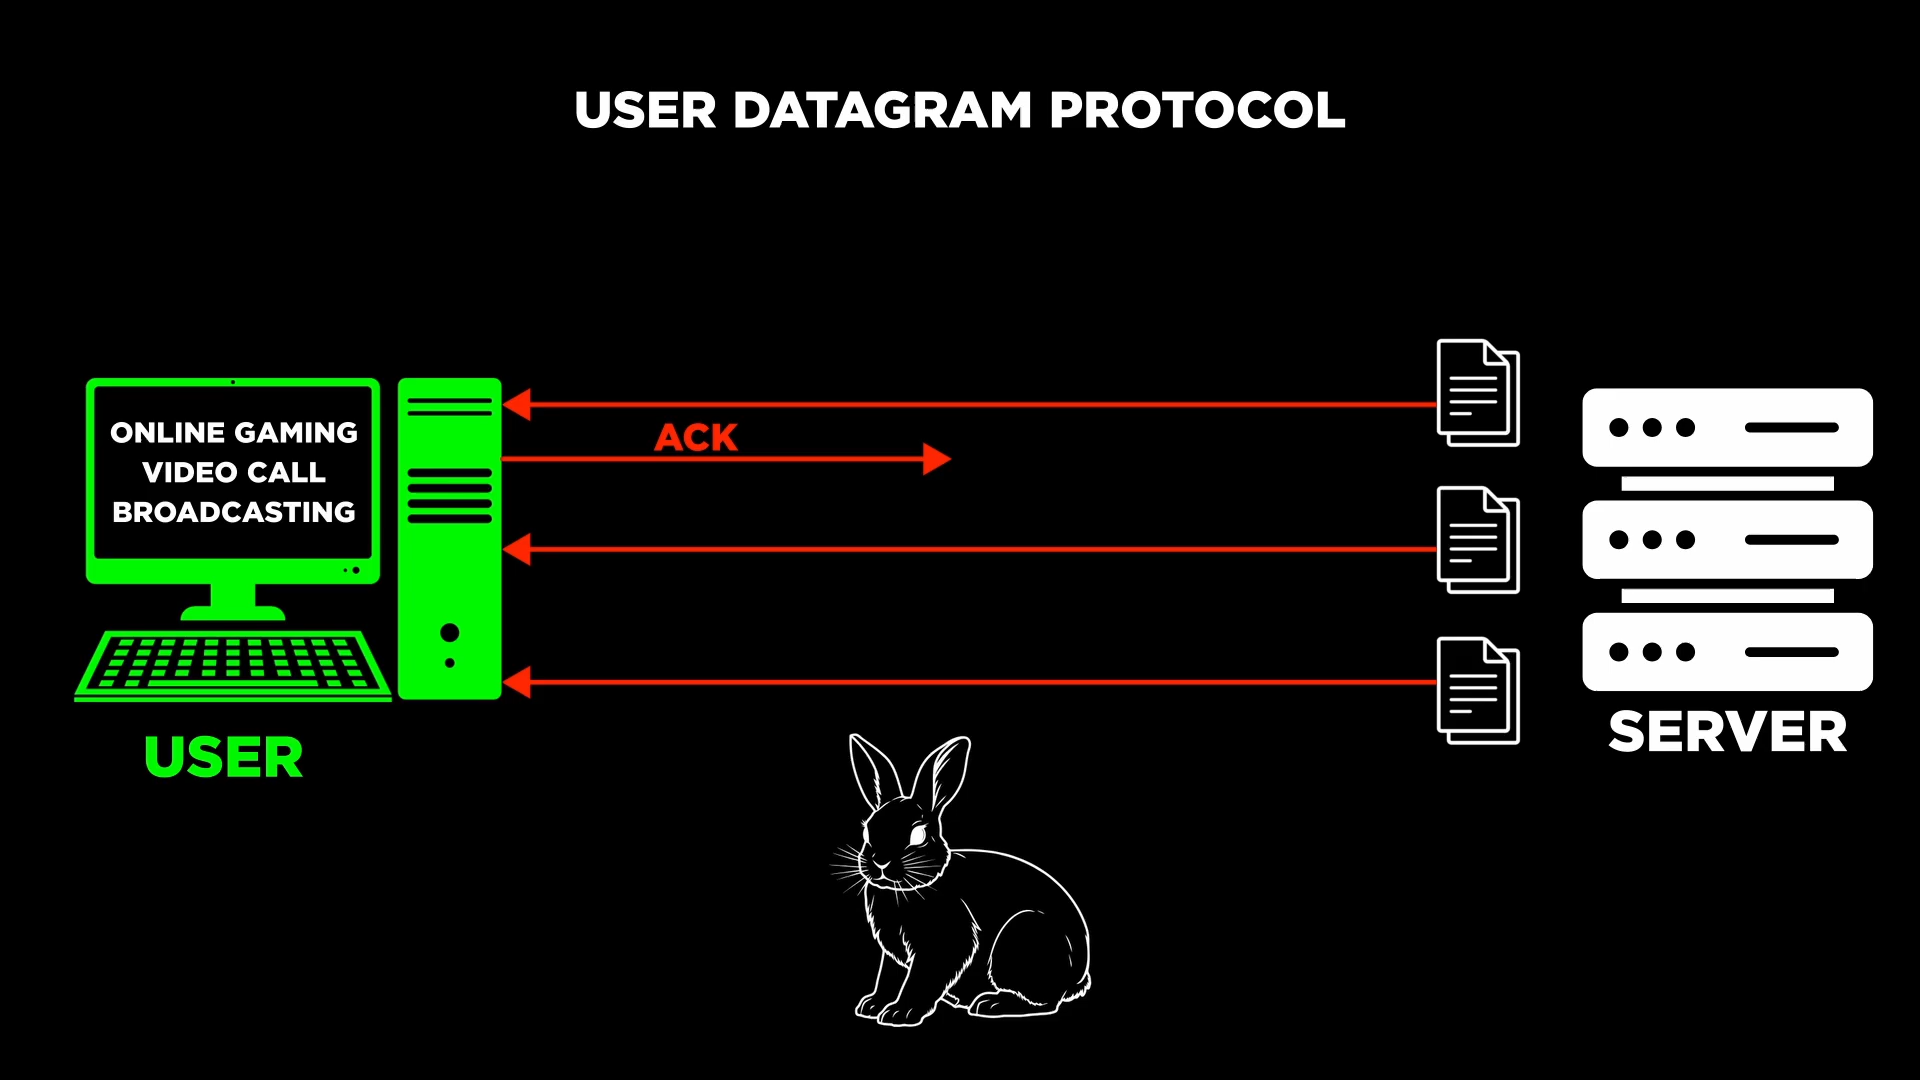 USER DATAGRAM PROTOCOL
ONLINE GAMING
VIDEO CALL
BROADCASTING
ACK
USER
SERVER